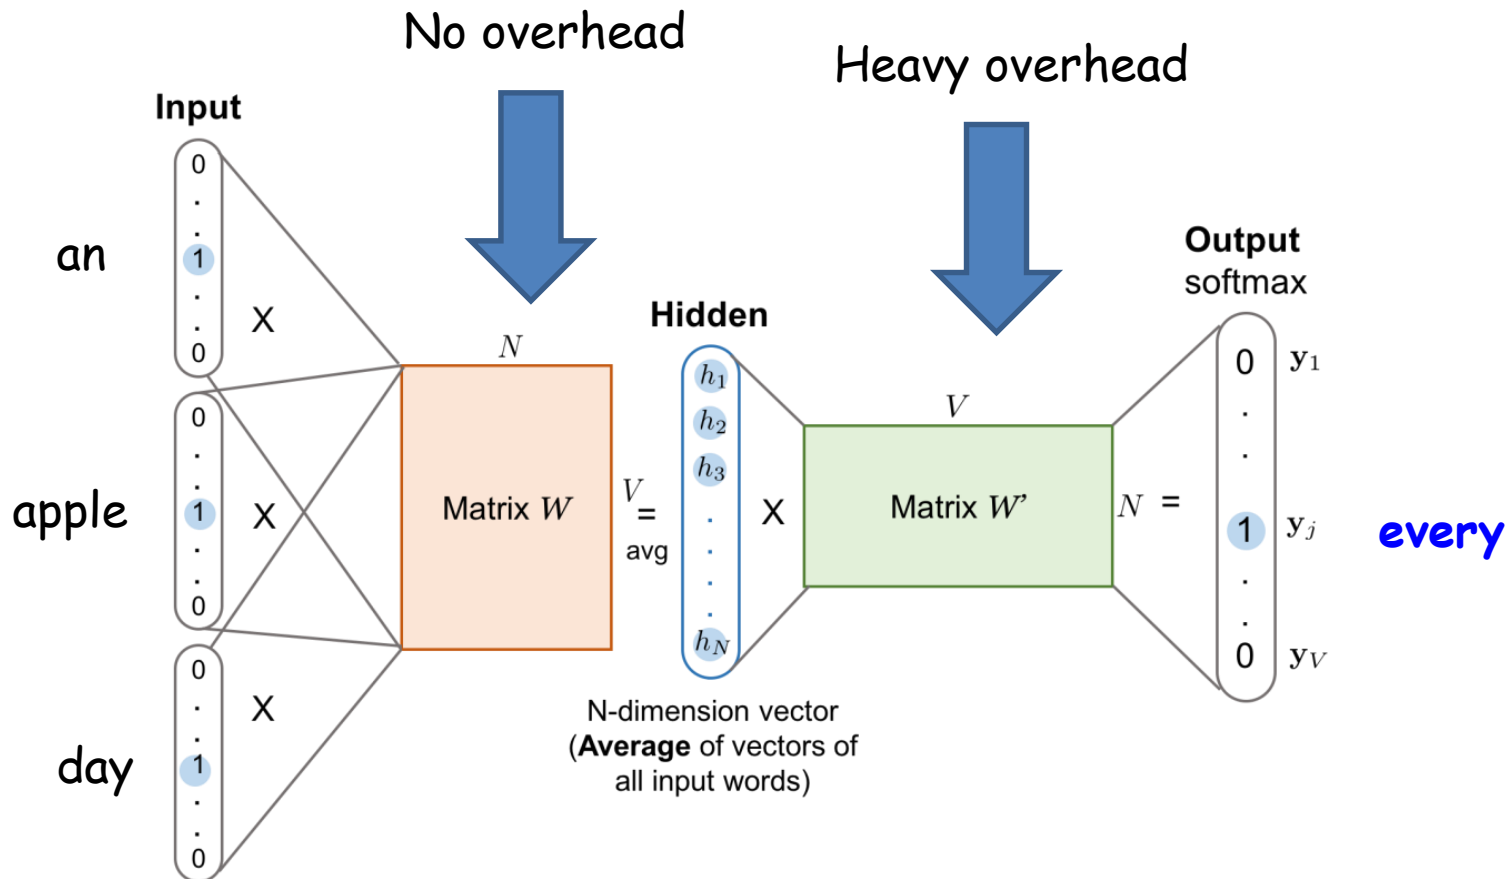 No overhead
Heavy overhead
Input
0
.
.
1
.
.
0
an
X
0
.
.
1
.
.
0
apple
X
0
.
.
1
.
.
0
day
X
N
Matrix W
V
=
avg
Hidden
h₁
h₂
h₃
.
.
.
.
hN
N-dimension vector
(Average of vectors of
all input words)
X
V
Matrix W’
N =
Output
softmax
0 y₁
.
.
1 yj
.
.
0 yV
every